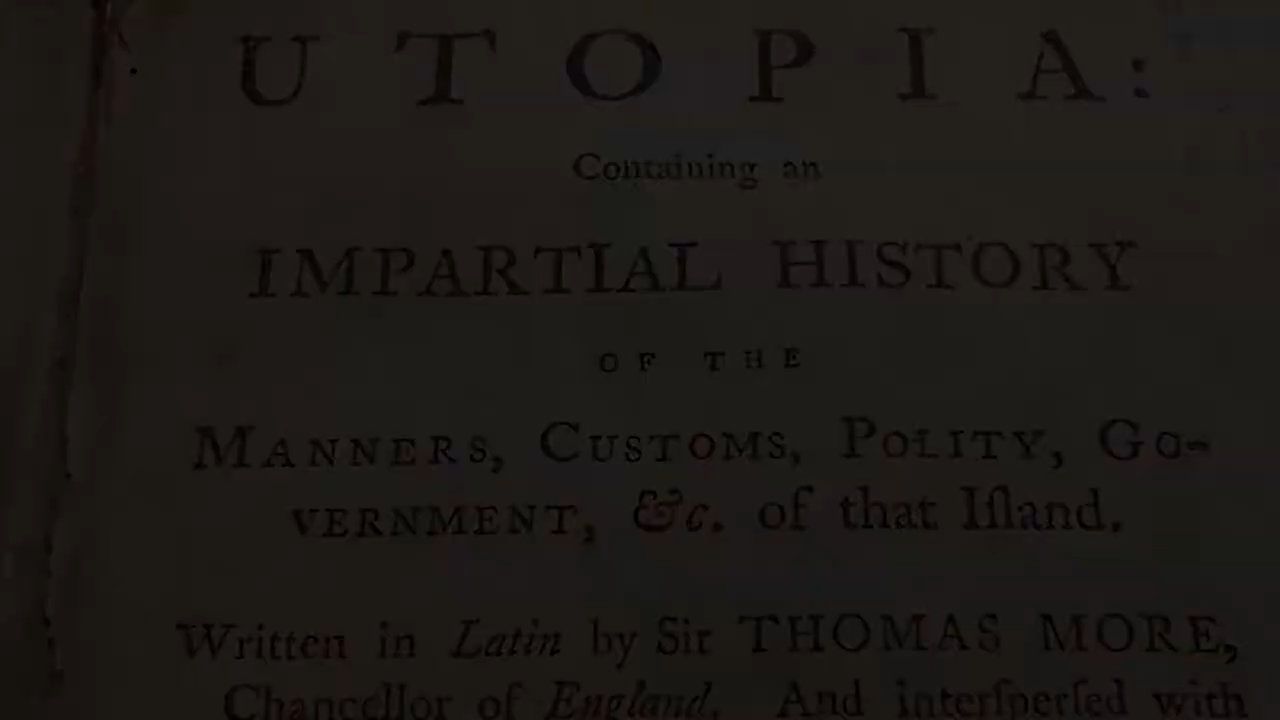 UTOPIA:
Containing an
IMPARTIAL HISTORY
OF THE
MANNERS, CUSTOMS, POLITY, GO-
VERNMENT, &c. of that Iſland.
Written in Latin by Sir THOMAS MORE,
Chancellor of England. And interſperſed with